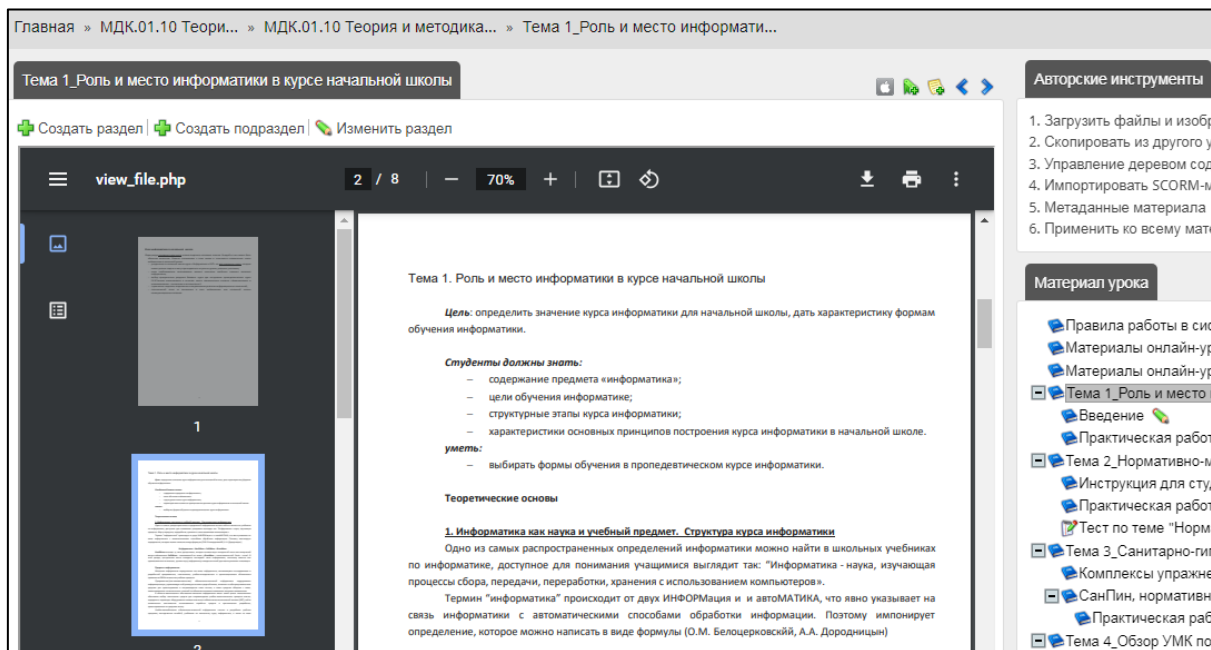 Главная » МДК.01.10 Теори... » МДК.01.10 Теория и методика... » Тема 1_Роль и место информати...
Тема 1_Роль и место информатики в курсе начальной школы
Создать раздел | Создать подраздел | Изменить раздел
view_file.php 2 / 8 | — 70% + |
1
2
Тема 1. Роль и место информатики в курсе начальной школы
Цель: определить значение курса информатики для начальной школы, дать характеристику формам
обучения информатики.
Студенты должны знать:
– содержание предмета «информатика»;
– цели обучения информатике;
– структурные этапы курса информатики;
– характеристики основных принципов построения курса информатики в начальной школе.
уметь:
– выбирать формы обучения в пропедевтическом курсе информатики.
Теоретические основы
1. Информатика как наука и учебный предмет. Структура курса информатики
Одно из самых распространенных определений информатики можно найти в школьных учебниках
по информатике, доступное для понимания учащимися выглядит так: “Информатика - наука, изучающая
процессы сбора, передачи, переработки, хранения с использованием компьютеров».
Термин “информатика” происходит от двух ИНФОРМация и и автоМАТИКА, что явно указывает на
связь информатики с автоматическими способами обработки информации. Поэтому импонирует
определение, которое можно написать в виде формулы (О.М. Белоцерковский, А.А. Дородницын)
Авторские инструменты
1. Загрузить файлы и изобр
2. Скопировать из другого у
3. Управление деревом сод
4. Импортировать SCORM-м
5. Метаданные материала
6. Применить ко всему мате
Материал урока
Правила работы в сис
Материалы онлайн-ур
Материалы онлайн-ур
Тема 1_Роль и место
Введение
Практическая работ
Тема 2_Нормативно-м
Инструкция для студ
Практическая работ
Тест по теме "Норм
Тема 3_Санитарно-гиг
Комплексы упражне
СанПин, нормативн
Практическая раб
Тема 4_Обзор УМК по